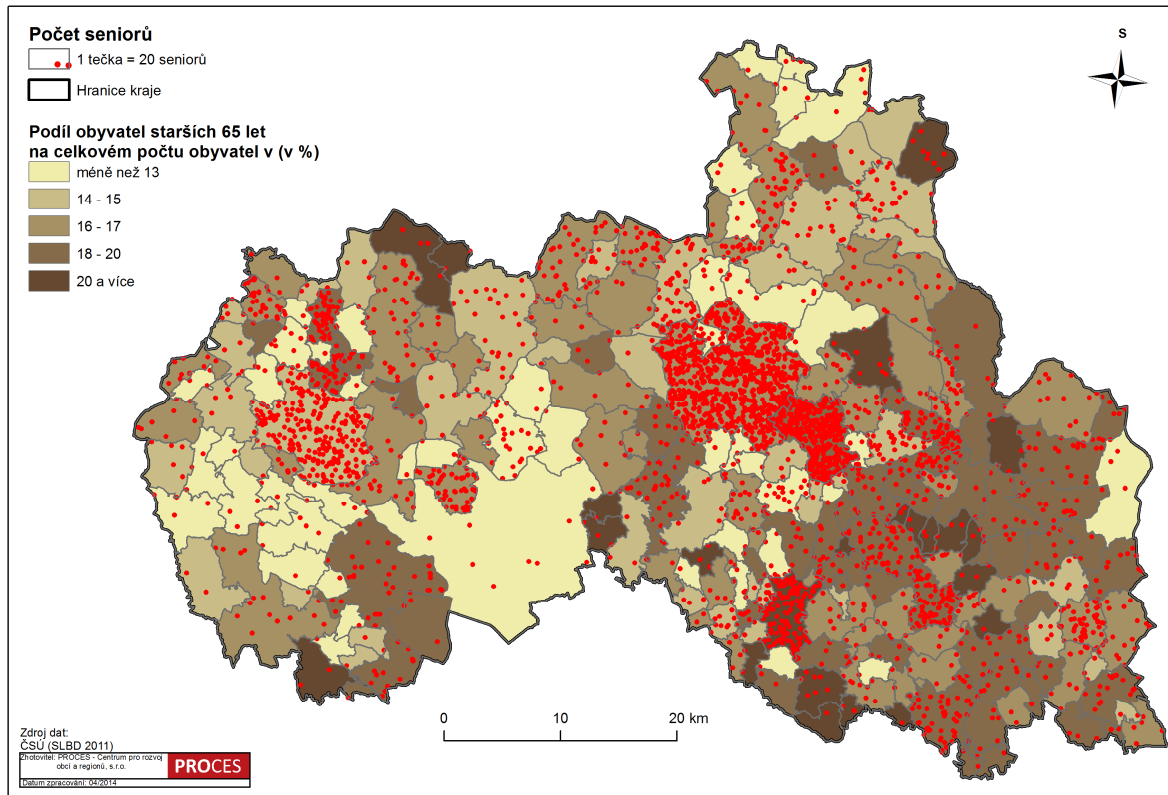 Počet seniorů
1 tečka = 20 seniorů
Hranice kraje
Podíl obyvatel starších 65 let
na celkovém počtu obyvatel v (v %)
méně než 13
14 - 15
16 - 17
18 - 20
20 a více
S
0 10 20 km
Zdroj dat:
ČSÚ (SLBD 2011)
Zhotovitel: PROCES - Centrum pro rozvoj
obcí a regionů, s.r.o.
PROCES
Datum zpracování: 04/2014